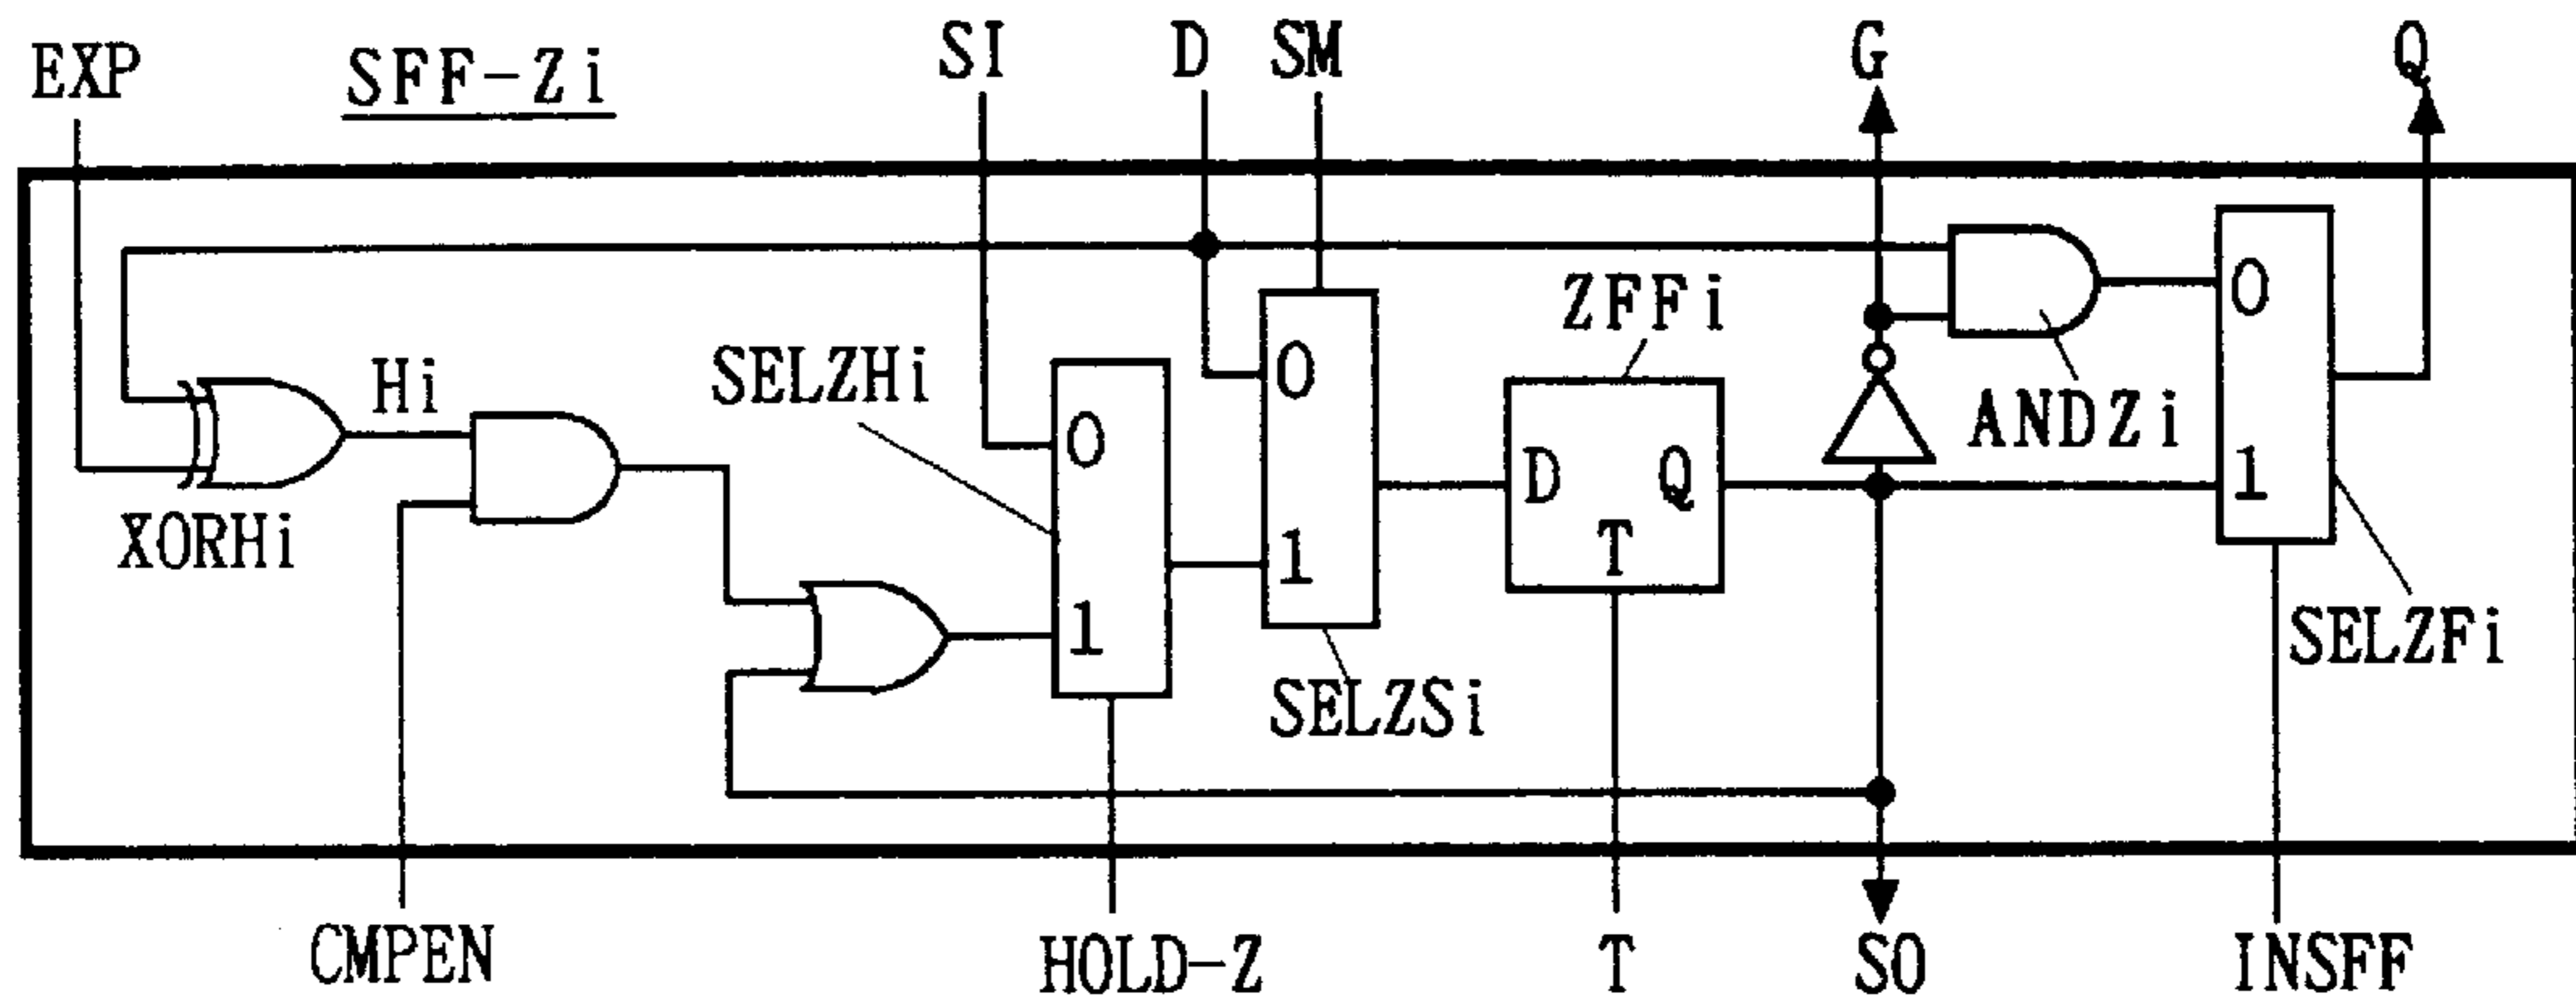 EXP
SFF-Zi
SI
D
SM
G
Q
Hi
XORHi
SELZHi
0
1
0
1
SELZSi
ZFFi
D
Q
T
ANDZi
0
1
SELZFi
CMPEN
HOLD-Z
T
SO
INSFF